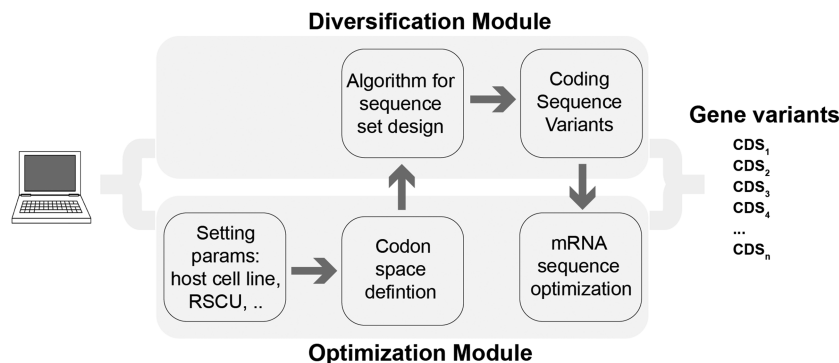 Diversification Module
Algorithm for
sequence
set design
Coding
Sequence
Variants
Gene variants
CDS1
CDS2
CDS3
CDS4
...
CDSn
Setting
params:
host cell line,
RSCU, ..
Codon
space
defintion
mRNA
sequence
optimization
Optimization Module